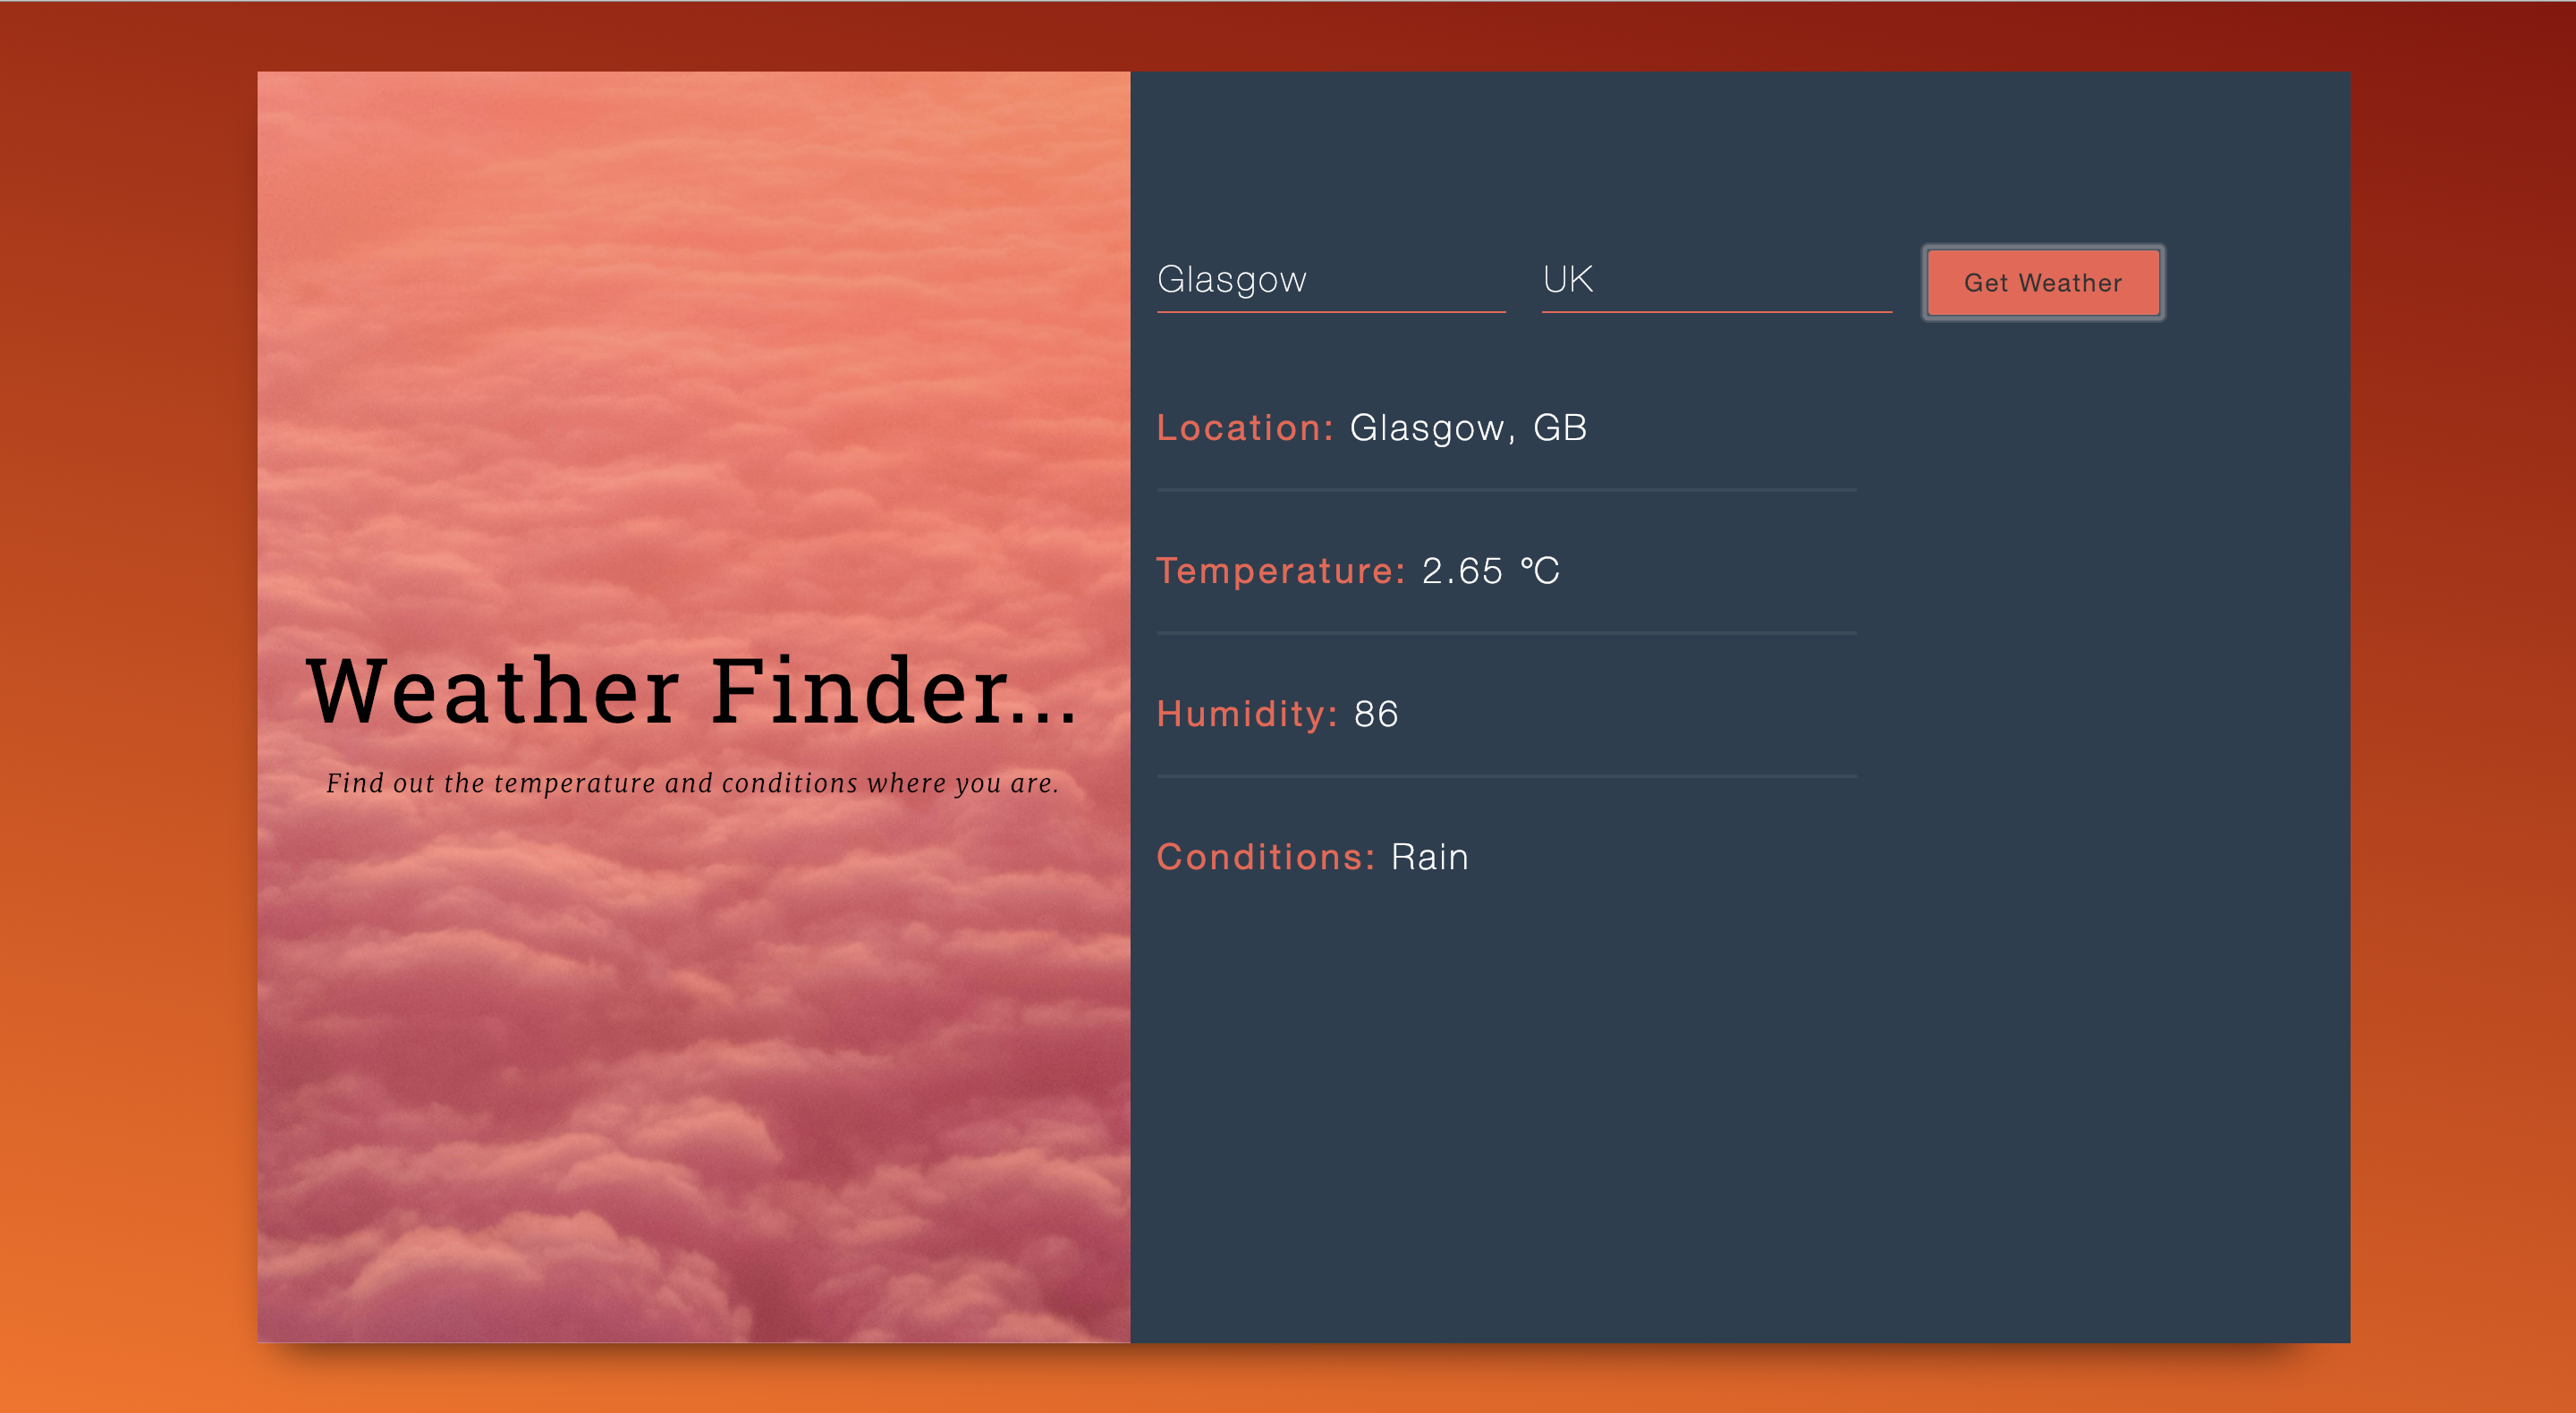 Weather Finder...
Find out the temperature and conditions where you are.
Glasgow
UK
Get Weather
Location: Glasgow, GB
Temperature: 2.65 °C
Humidity: 86
Conditions: Rain